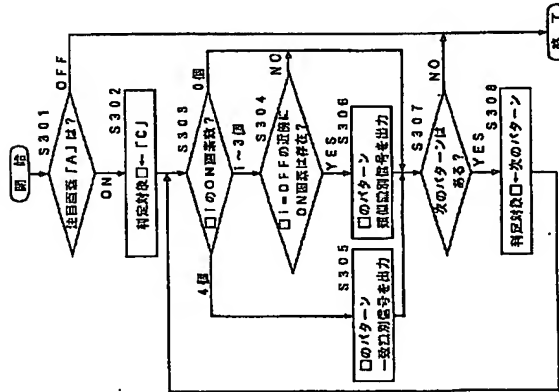 開始
S301
注目画素「A」は?
OFF
ON
S302
判定対役□←「C」
S303
□iのON画素数?
0個
1~3個
4個
S304
□i=OFFの近例に
ON画素は存在?
NO
YES
S305
□のパターン
一致識別信号を出力
S306
□のパターン
類似識別信号を出力
S307
次のパターンは
ある?
NO
YES
S308
判定対役□←次のパターン
終了